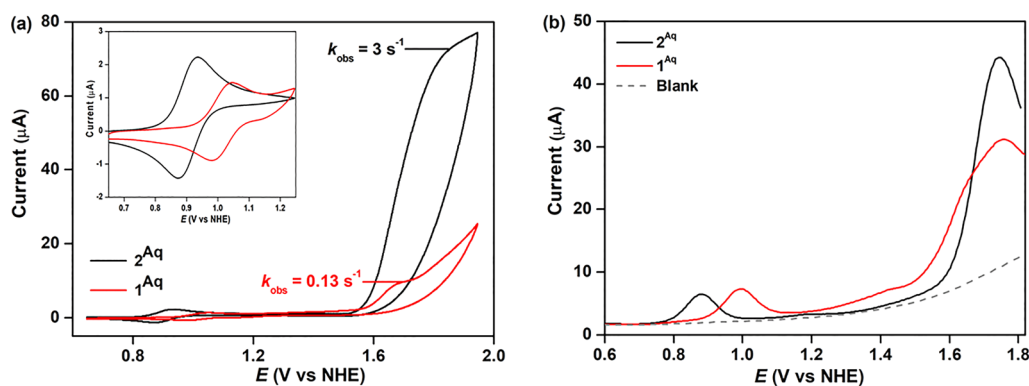 (a)
80
60
40
20
0
Current (μA)
0.8
1.2
1.6
2.0
E (V vs NHE)
k_obs = 3 s⁻¹
k_obs = 0.13 s⁻¹
2^Aq
1^Aq
3
2
1
0
-1
-2
Current (μA)
0.7 0.8 0.9 1.0 1.1 1.2
E (V vs NHE)
(b)
50
40
30
20
10
0
Current (μA)
0.6 0.8 1.0 1.2 1.4 1.6 1.8
E (V vs NHE)
2^Aq
1^Aq
Blank